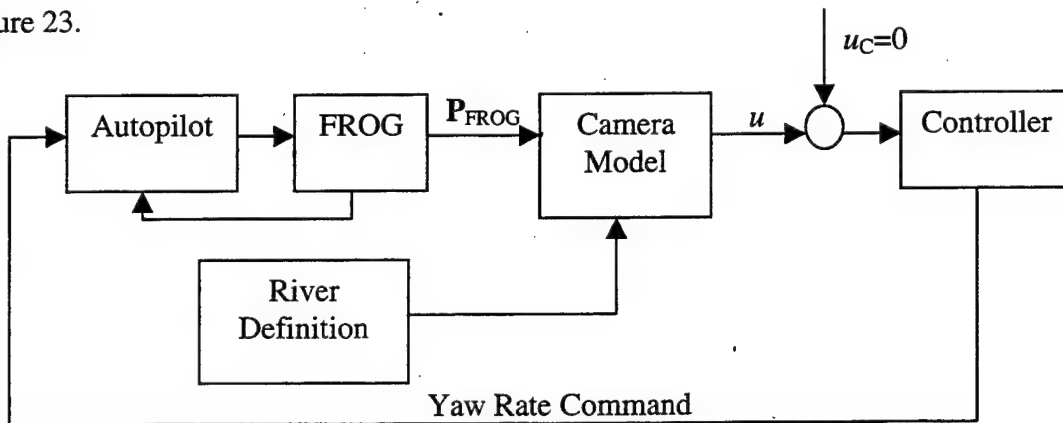 ure 23.
u_C=0
Autopilot
FROG
P_FROG
Camera
Model
u
Controller
River
Definition
Yaw Rate Command